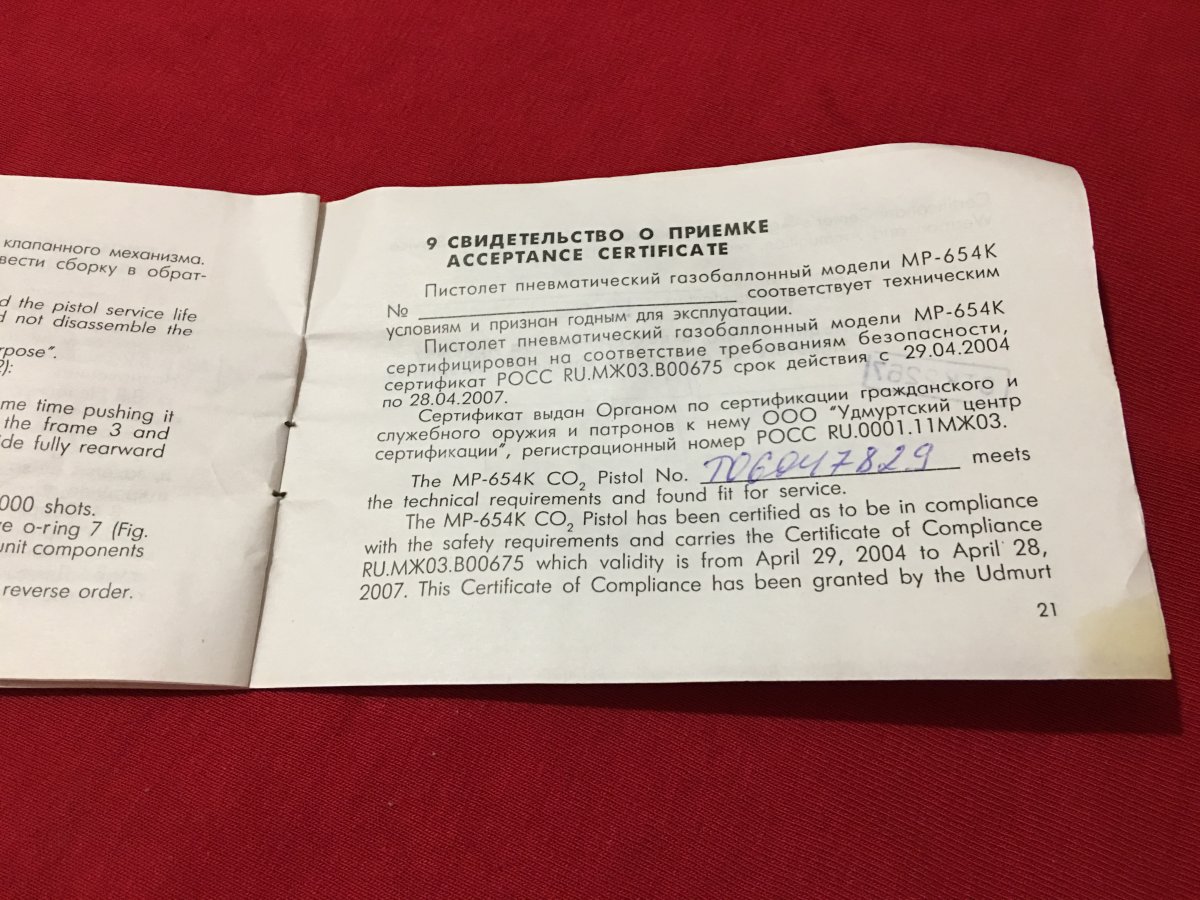 клапанного механизма.
вести сборку в обрат-
d the pistol service life
d not disassemble the
rpose".
2):
me time pushing it
the frame 3 and
ide fully rearward
000 shots.
e o-ring 7 (Fig.
unit components
reverse order.
9 СВИДЕТЕЛЬСТВО О ПРИЕМКЕ
ACCEPTANCE CERTIFICATE
Пистолет пневматический газобаллонный модели МР-654К
№ ____________ соответствует техническим
условиям и признан годным для эксплуатации.
Пистолет пневматический газобаллонный модели МР-654К
сертифицирован на соответствие требованиям безопасности,
сертификат РОСС RU.МЖ03.В00675 срок действия с 29.04.2004
по 28.04.2007.
Сертификат выдан Органом по сертификации гражданского и
служебного оружия и патронов к нему ООО "Удмуртский центр
сертификации", регистрационный номер РОСС RU.0001.11МЖ03.
The MP-654K CO₂ Pistol No. Т06047829 meets
the technical requirements and found fit for service.
The MP-654K CO₂ Pistol has been certified as to be in compliance
with the safety requirements and carries the Certificate of Compliance
RU.МЖ03.В00675 which validity is from April 29, 2004 to April 28,
2007. This Certificate of Compliance has been granted by the Udmurt
21